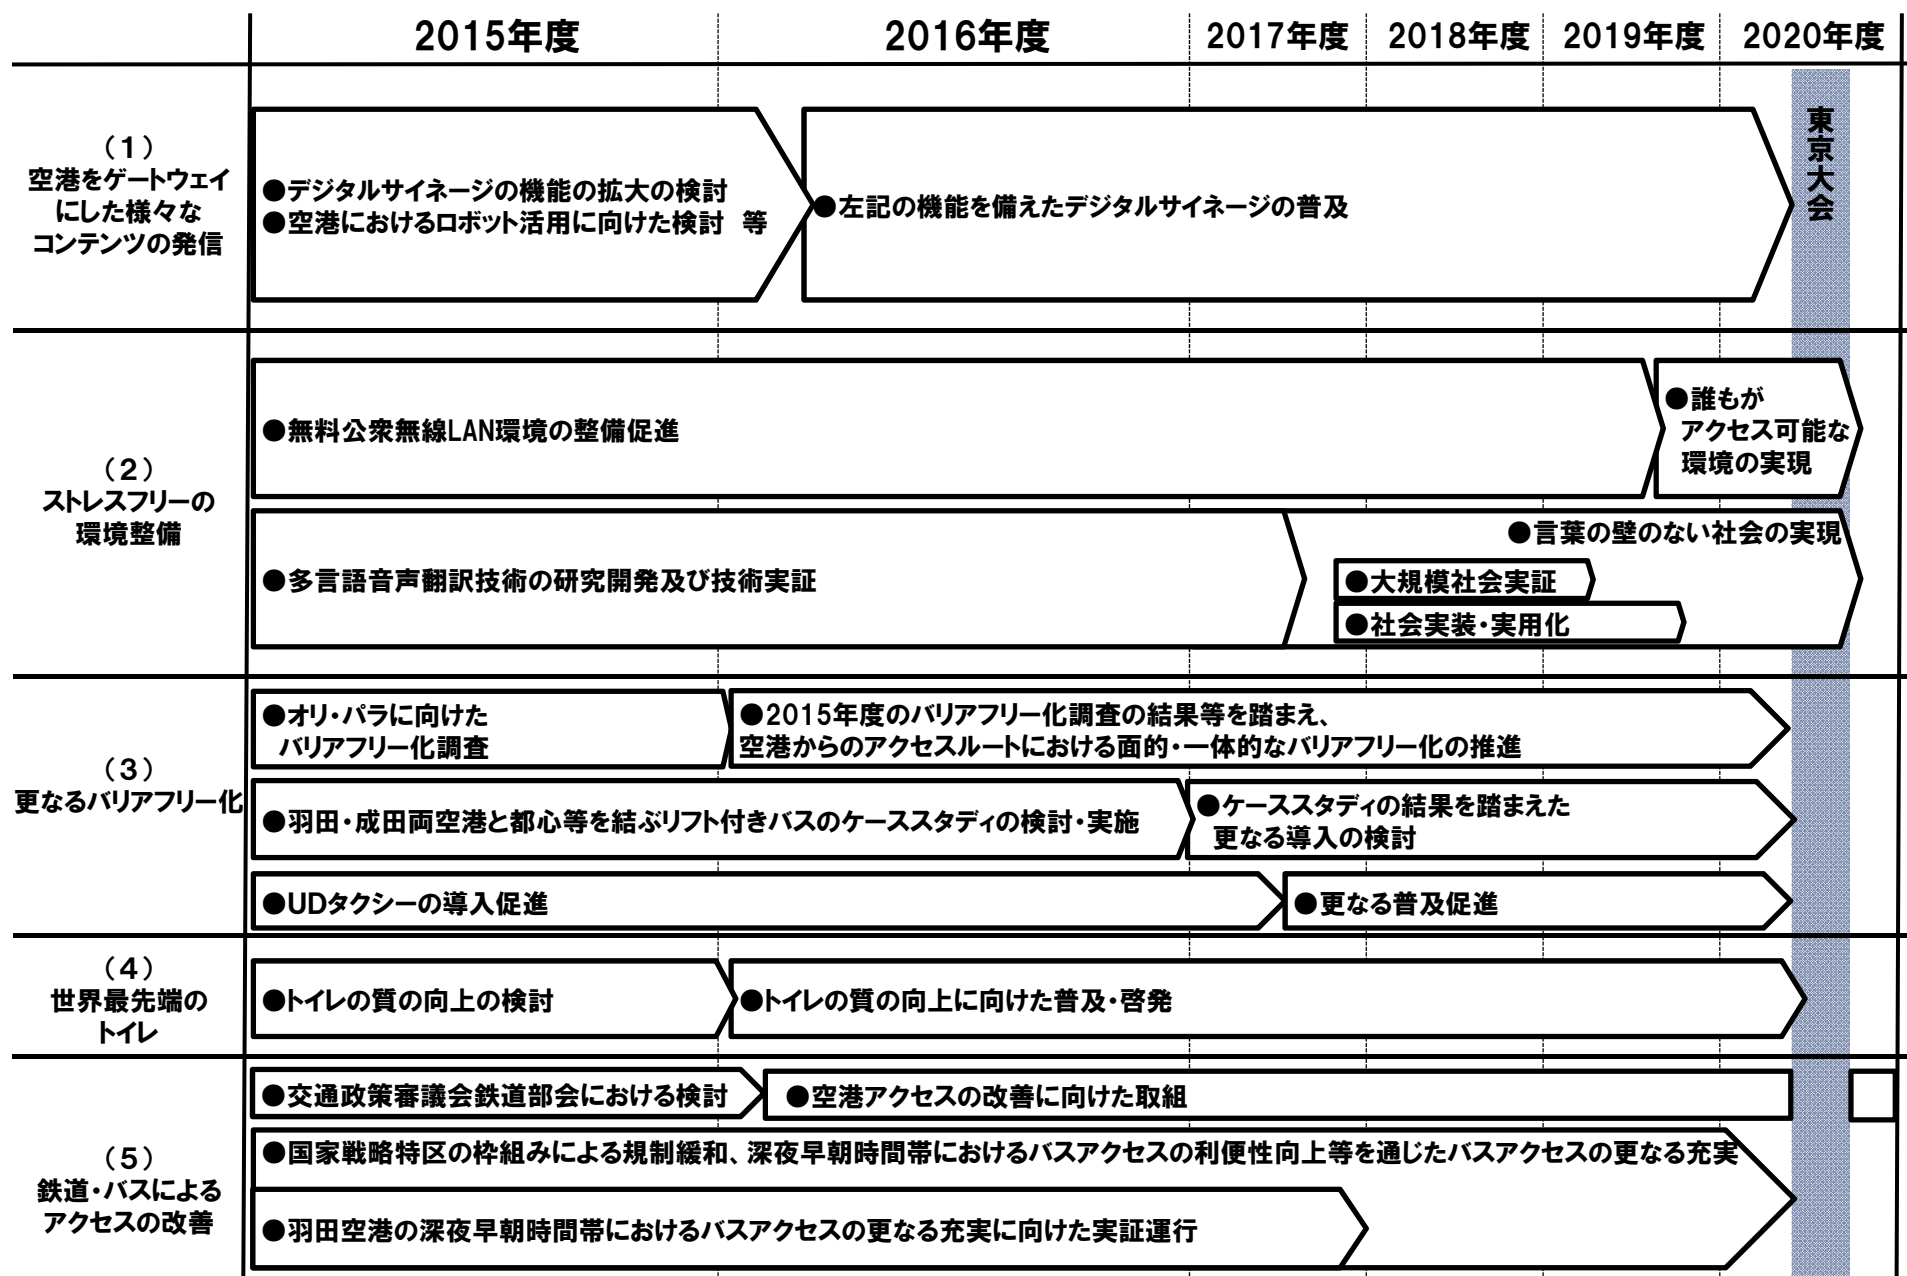 2015年度
2016年度
2017年度
2018年度
2019年度
2020年度
東京大会
（1）
空港をゲートウェイ
にした様々な
コンテンツの発信
●デジタルサイネージの機能の拡大の検討
●空港におけるロボット活用に向けた検討　等
●左記の機能を備えたデジタルサイネージの普及
（2）
ストレスフリーの
環境整備
●無料公衆無線LAN環境の整備促進
●誰もが
アクセス可能な
環境の実現
●多言語音声翻訳技術の研究開発及び技術実証
●言葉の壁のない社会の実現
●大規模社会実証
●社会実装・実用化
（3）
更なるバリアフリー化
●オリ・パラに向けた
バリアフリー化調査
●2015年度のバリアフリー化調査の結果等を踏まえ、
空港からのアクセスルートにおける面的・一体的なバリアフリー化の推進
●羽田・成田両空港と都心等を結ぶリフト付きバスのケーススタディの検討・実施
●ケーススタディの結果を踏まえた
更なる導入の検討
●UDタクシーの導入促進
●更なる普及促進
（4）
世界最先端の
トイレ
●トイレの質の向上の検討
●トイレの質の向上に向けた普及・啓発
（5）
鉄道・バスによる
アクセスの改善
●交通政策審議会鉄道部会における検討
●空港アクセスの改善に向けた取組
●国家戦略特区の枠組みによる規制緩和、深夜早朝時間帯におけるバスアクセスの利便性向上等を通じたバスアクセスの更なる充実
●羽田空港の深夜早朝時間帯におけるバスアクセスの更なる充実に向けた実証運行